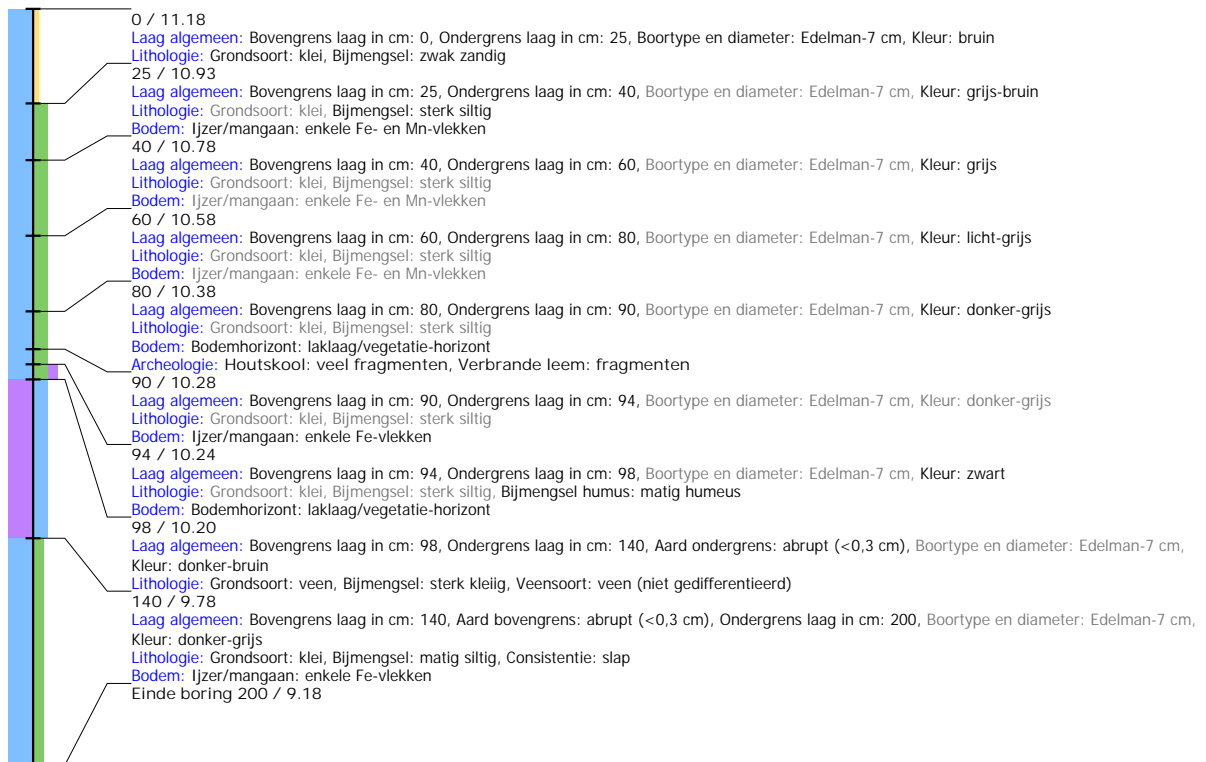 0 / 11.18
Laag algemeen: Bovengrens laag in cm: 0, Ondergrens laag in cm: 25, Boortype en diameter: Edelman-7 cm, Kleur: bruin
Lithologie: Grondsoort: klei, Bijmengsel: zwak zandig
25 / 10.93
Laag algemeen: Bovengrens laag in cm: 25, Ondergrens laag in cm: 40, Boortype en diameter: Edelman-7 cm, Kleur: grijs-bruin
Lithologie: Grondsoort: klei, Bijmengsel: sterk siltig
Bodem: Ijzer/mangaan: enkele Fe- en Mn-vlekken
40 / 10.78
Laag algemeen: Bovengrens laag in cm: 40, Ondergrens laag in cm: 60, Boortype en diameter: Edelman-7 cm, Kleur: grijs
Lithologie: Grondsoort: klei, Bijmengsel: sterk siltig
Bodem: Ijzer/mangaan: enkele Fe- en Mn-vlekken
60 / 10.58
Laag algemeen: Bovengrens laag in cm: 60, Ondergrens laag in cm: 80, Boortype en diameter: Edelman-7 cm, Kleur: licht-grijs
Lithologie: Grondsoort: klei, Bijmengsel: sterk siltig
Bodem: Ijzer/mangaan: enkele Fe- en Mn-vlekken
80 / 10.38
Laag algemeen: Bovengrens laag in cm: 80, Ondergrens laag in cm: 90, Boortype en diameter: Edelman-7 cm, Kleur: donker-grijs
Lithologie: Grondsoort: klei, Bijmengsel: sterk siltig
Bodem: Bodemhorizont: laklaag/vegetatie-horizont
Archeologie: Houtskool: veel fragmenten, Verbrande leem: fragmenten
90 / 10.28
Laag algemeen: Bovengrens laag in cm: 90, Ondergrens laag in cm: 94, Boortype en diameter: Edelman-7 cm, Kleur: donker-grijs
Lithologie: Grondsoort: klei, Bijmengsel: sterk siltig
Bodem: Ijzer/mangaan: enkele Fe-vlekken
94 / 10.24
Laag algemeen: Bovengrens laag in cm: 94, Ondergrens laag in cm: 98, Boortype en diameter: Edelman-7 cm, Kleur: zwart
Lithologie: Grondsoort: klei, Bijmengsel: sterk siltig, Bijmengsel humus: matig humeus
Bodem: Bodemhorizont: laklaag/vegetatie-horizont
98 / 10.20
Laag algemeen: Bovengrens laag in cm: 98, Ondergrens laag in cm: 140, Aard ondergrens: abrupt (<0,3 cm), Boortype en diameter: Edelman-7 cm,
Kleur: donker-bruin
Lithologie: Grondsoort: veen, Bijmengsel: sterk kleiig, Veensoort: veen (niet gedifferentieerd)
140 / 9.78
Laag algemeen: Bovengrens laag in cm: 140, Aard bovengrens: abrupt (<0,3 cm), Ondergrens laag in cm: 200, Boortype en diameter: Edelman-7 cm,
Kleur: donker-grijs
Lithologie: Grondsoort: klei, Bijmengsel: matig siltig, Consistentie: slap
Bodem: Ijzer/mangaan: enkele Fe-vlekken
Einde boring 200 / 9.18